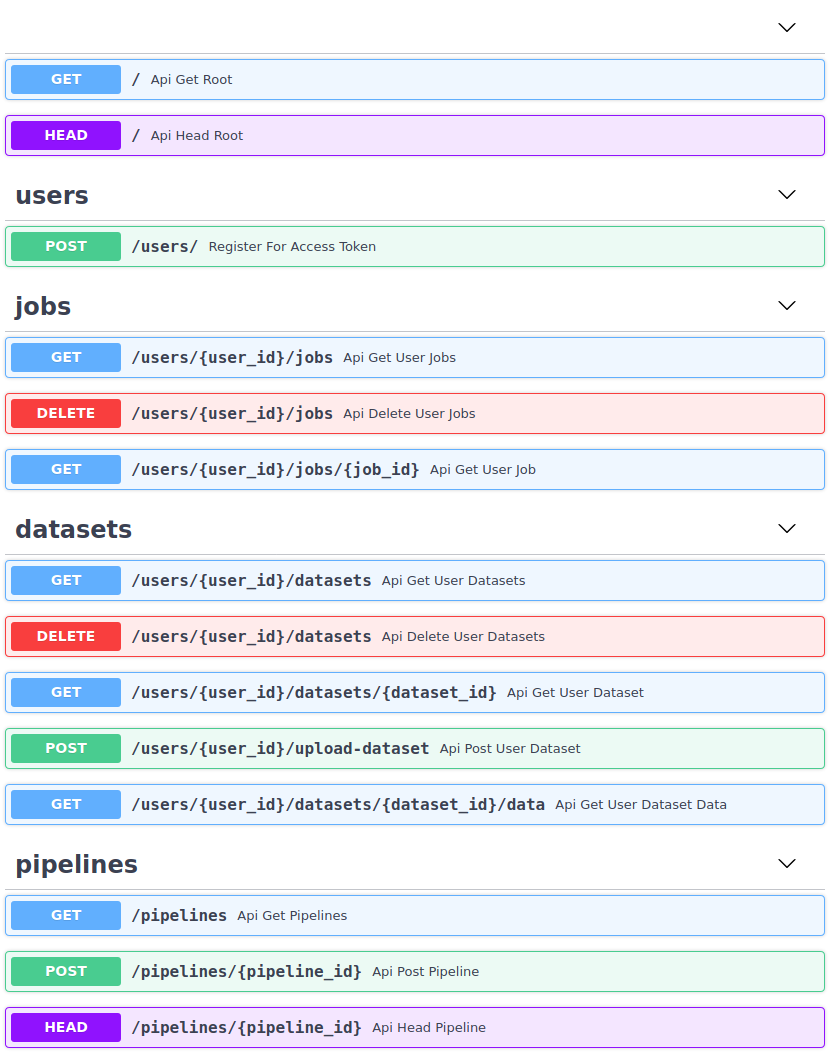 GET / Api Get Root
HEAD / Api Head Root
users
POST /users/ Register For Access Token
jobs
GET /users/{user_id}/jobs Api Get User Jobs
DELETE /users/{user_id}/jobs Api Delete User Jobs
GET /users/{user_id}/jobs/{job_id} Api Get User Job
datasets
GET /users/{user_id}/datasets Api Get User Datasets
DELETE /users/{user_id}/datasets Api Delete User Datasets
GET /users/{user_id}/datasets/{dataset_id} Api Get User Dataset
POST /users/{user_id}/upload-dataset Api Post User Dataset
GET /users/{user_id}/datasets/{dataset_id}/data Api Get User Dataset Data
pipelines
GET /pipelines Api Get Pipelines
POST /pipelines/{pipeline_id} Api Post Pipeline
HEAD /pipelines/{pipeline_id} Api Head Pipeline